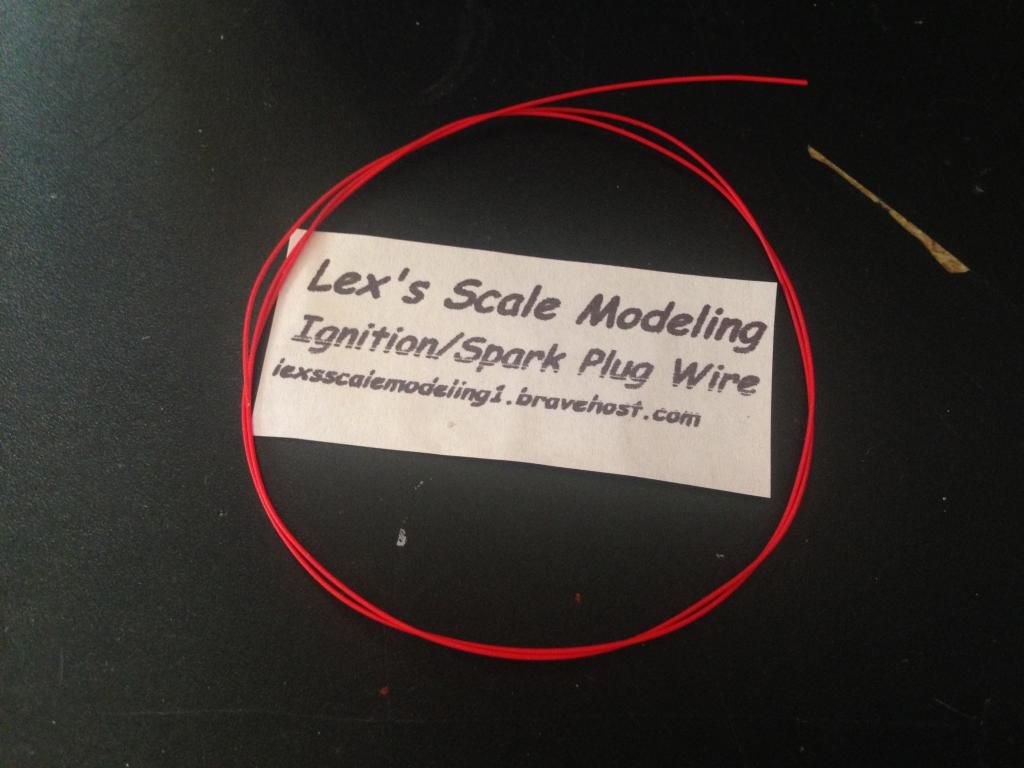 Lex's Scale Modeling
Ignition/Spark Plug Wire
lexsscalemodeling1.bravehost.com